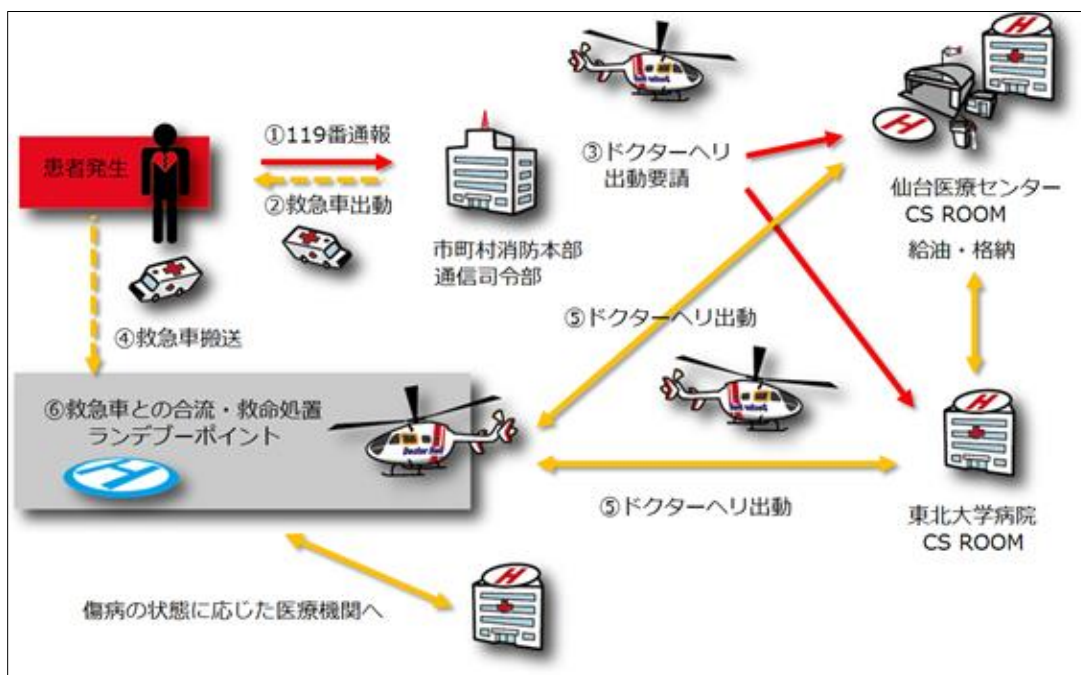 患者発生
①119番通報
②救急車出動
市町村消防本部
通信司令部
③ドクターヘリ
出動要請
仙台医療センター
CS ROOM
給油・格納
④救急車搬送
⑤ドクターヘリ出動
⑥救急車との合流・救命処置
ランデブーポイント
Doctor Heli
⑤ドクターヘリ出動
東北大学病院
CS ROOM
傷病の状態に応じた医療機関へ
H
H
H
H
H